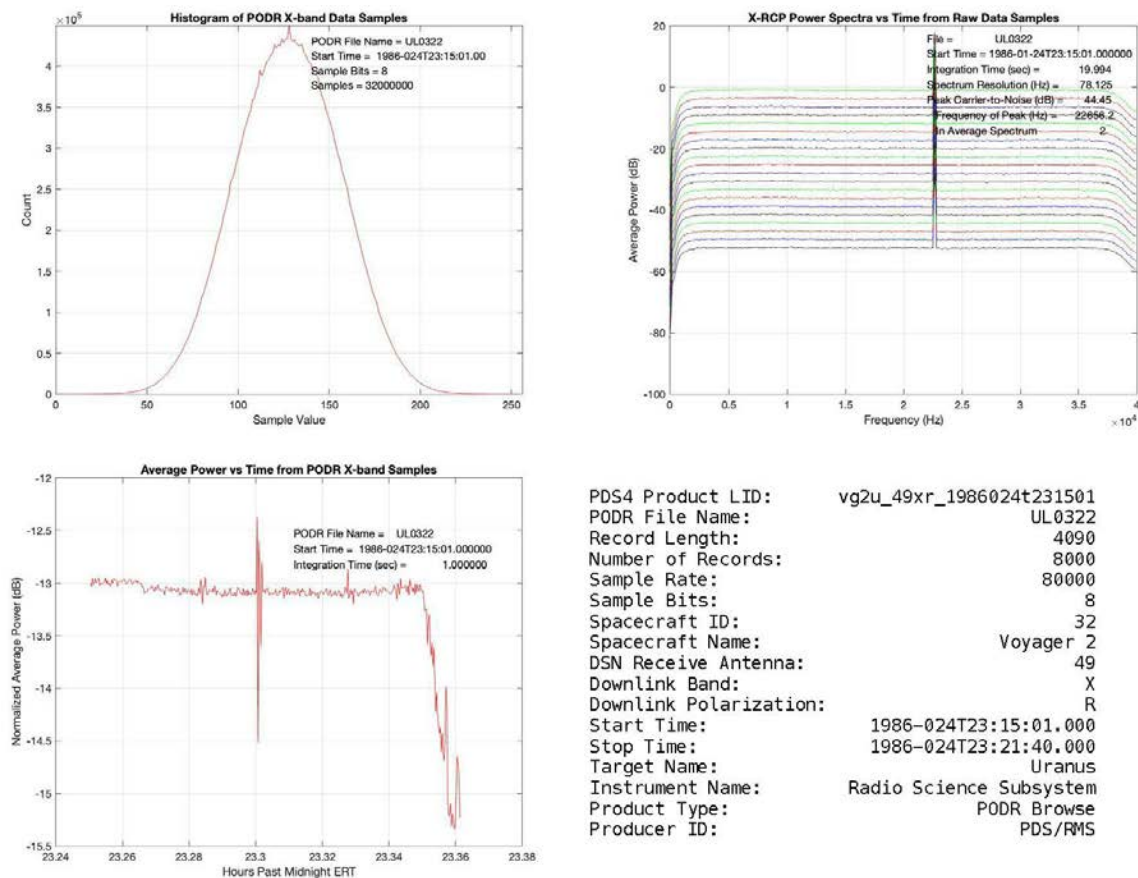 Histogram of PODR X-band Data Samples
×10⁵
PODR File Name = UL0322
Start Time = 1986-024T23:15:01.00
Sample Bits = 8
Samples = 32000000
4
3.5
3
2.5
2
1.5
1
0.5
0
Count
0 50 100 150 200 250
Sample Value
X-RCP Power Spectra vs Time from Raw Data Samples
File = UL0322
Start Time = 1986-01-24T23:15:01.000000
Integration Time (sec) = 19.994
Spectrum Resolution (Hz) = 78.125
Peak Carrier-to-Noise (dB) = 44.45
Frequency of Peak (Hz) = 22656.2
In Average Spectrum 2
20
0
-20
-40
-60
-80
-100
Average Power (dB)
0 0.5 1 1.5 2 2.5 3 3.5 4
×10⁴
Frequency (Hz)
Average Power vs Time from PODR X-band Samples
PODR File Name = UL0322
Start Time = 1986-024T23:15:01.000000
Integration Time (sec) = 1.000000
-12
-12.5
-13
-13.5
-14
-14.5
-15
-15.5
Normalized Average Power (dB)
23.24 23.26 23.28 23.3 23.32 23.34 23.36 23.38
Hours Past Midnight ERT
PDS4 Product LID: vg2u_49xr_1986024t231501
PODR File Name: UL0322
Record Length: 4090
Number of Records: 8000
Sample Rate: 80000
Sample Bits: 8
Spacecraft ID: 32
Spacecraft Name: Voyager 2
DSN Receive Antenna: 49
Downlink Band: X
Downlink Polarization: R
Start Time: 1986-024T23:15:01.000
Stop Time: 1986-024T23:21:40.000
Target Name: Uranus
Instrument Name: Radio Science Subsystem
Product Type: PODR Browse
Producer ID: PDS/RMS